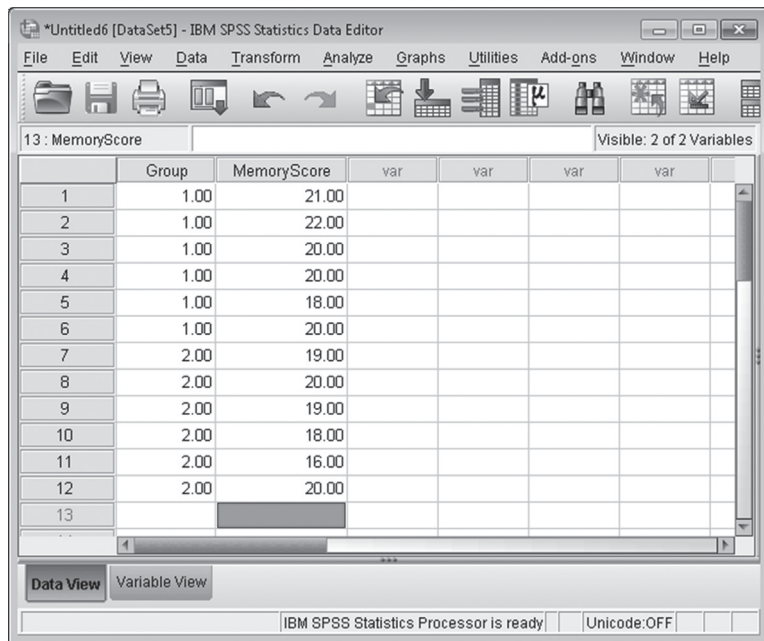 *Untitled6 [DataSet5] - IBM SPSS Statistics Data Editor
File Edit View Data Transform Analyze Graphs Utilities Add-ons Window Help
13 : MemoryScore Visible: 2 of 2 Variables
Group MemoryScore var var var var
1 1.00 21.00
2 1.00 22.00
3 1.00 20.00
4 1.00 20.00
5 1.00 18.00
6 1.00 20.00
7 2.00 19.00
8 2.00 20.00
9 2.00 19.00
10 2.00 18.00
11 2.00 16.00
12 2.00 20.00
13
Data View Variable View
IBM SPSS Statistics Processor is ready Unicode:OFF